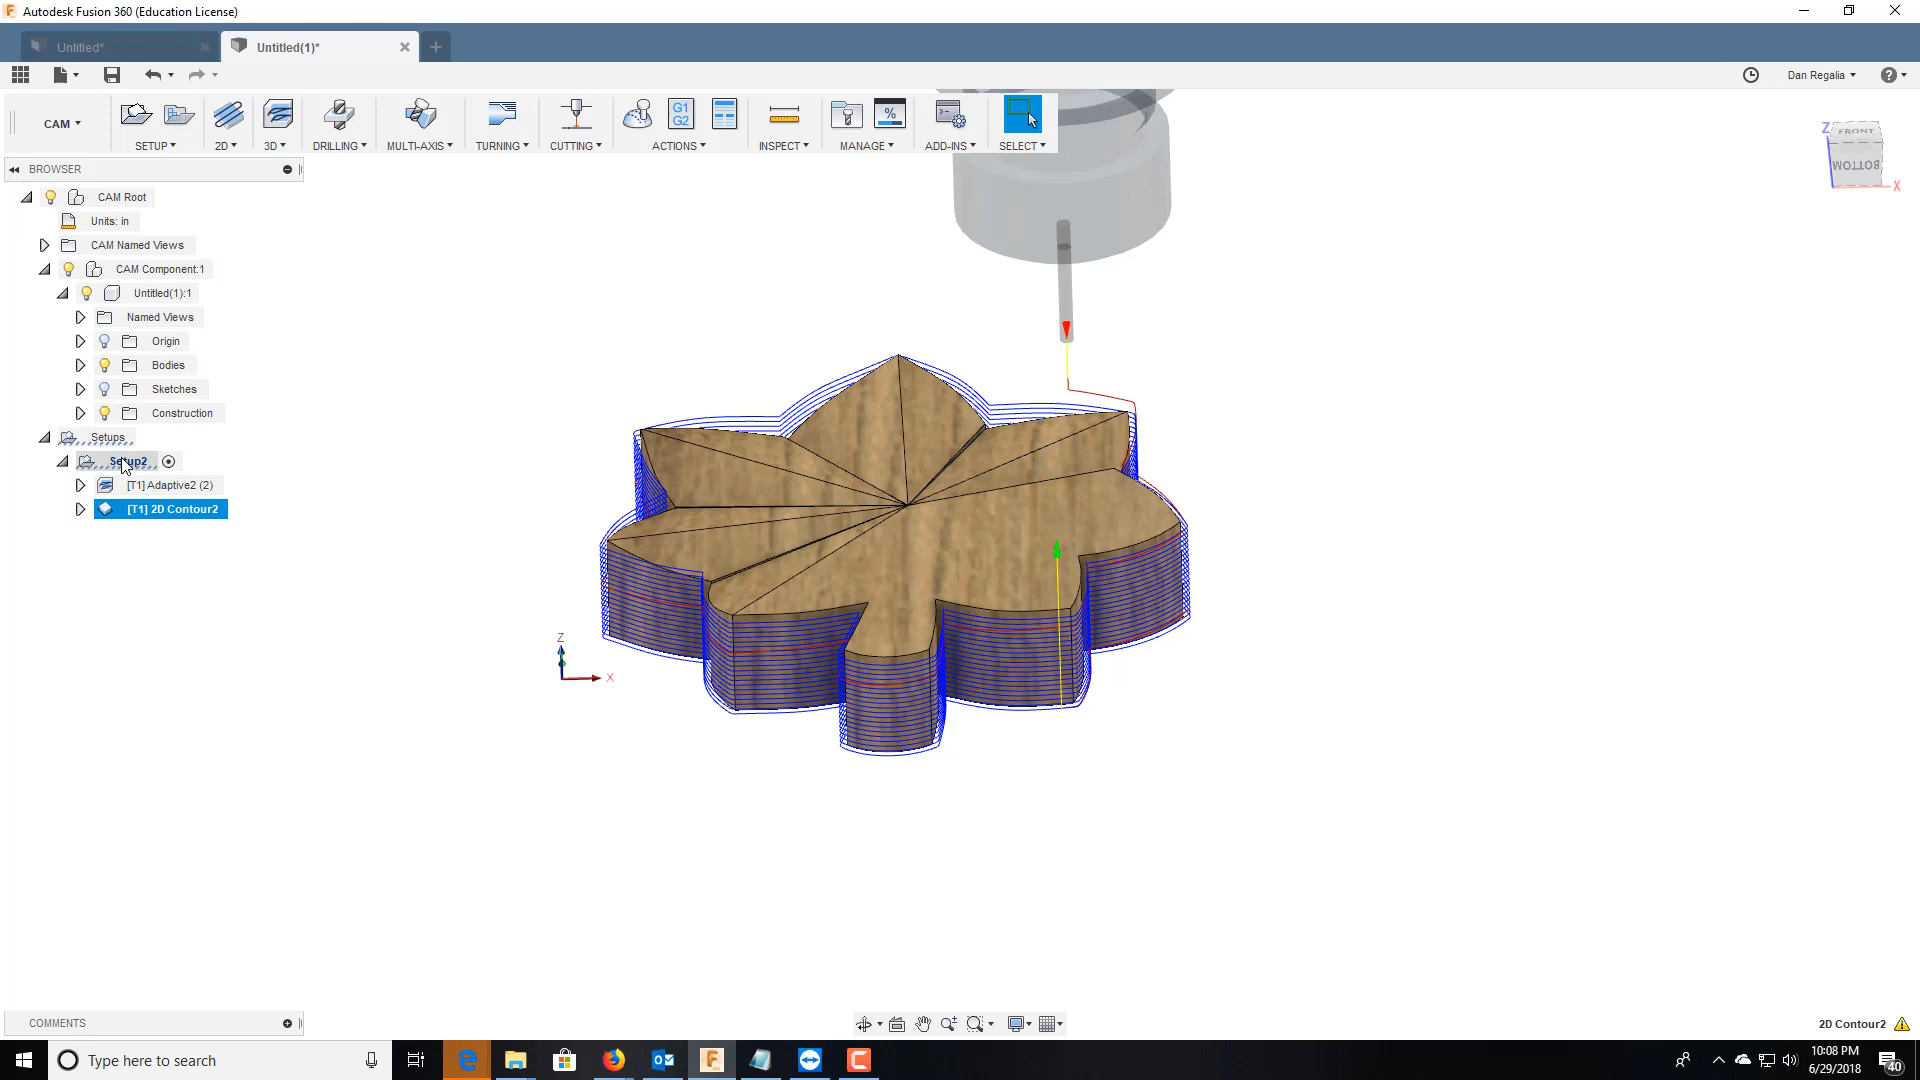 Autodesk Fusion 360 (Education License)
Untitled*
Untitled(1)*
Dan Regalia
CAM
SETUP
2D
3D
DRILLING
MULTI-AXIS
TURNING
CUTTING
G1
G2
ACTIONS
INSPECT
%
MANAGE
ADD-INS
SELECT
Z
FRONT
BOTTOM
X
BROWSER
CAM Root
Units: in
CAM Named Views
CAM Component:1
Untitled(1):1
Named Views
Origin
Bodies
Sketches
Construction
Setups
Setup2
[T1] Adaptive2 (2)
[T1] 2D Contour2
Z
X
COMMENTS
2D Contour2
Type here to search
10:08 PM
6/29/2018
40